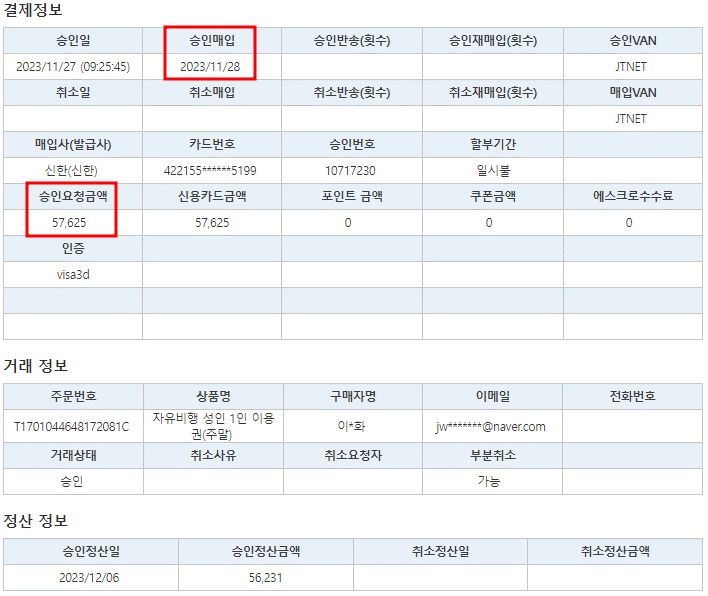 결제정보
승인일 승인매입 승인반송(횟수) 승인재매입(횟수) 승인VAN
2023/11/27 (09:25:45) 2023/11/28 JTNET
취소일 취소매입 취소반송(횟수) 취소재매입(횟수) 매입VAN
JTNET
매입사(발급사) 카드번호 승인번호 할부기간
신한(신한) 422155******5199 10717230 일시불
승인요청금액 신용카드금액 포인트 금액 쿠폰금액 에스크로수수료
57,625 57,625 0 0 0
인증
visa3d
거래 정보
주문번호 상품명 구매자명 이메일 전화번호
T1701044648172081C 자유비행 성인 1인 이용 이*화 jw*******@naver.com
권(주말)
거래상태 취소사유 취소요청자 부분취소
승인 가능
정산 정보
승인정산일 승인정산금액 취소정산일 취소정산금액
2023/12/06 56,231